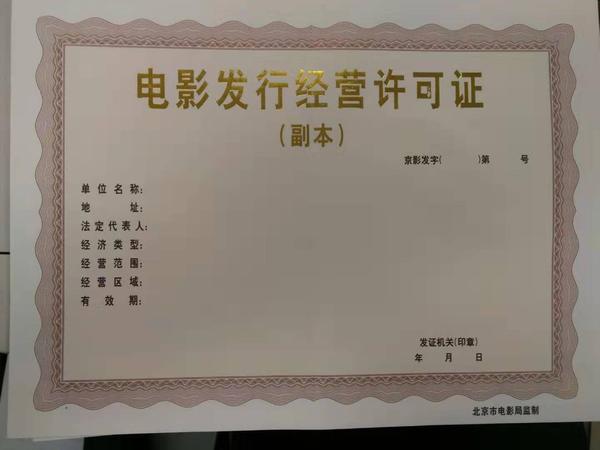 电影发行经营许可证
（副本）
京影发字(　　)第　　号
单位名称：
地　　址：
法定代表人：
经济类型：
经营范围：
经营区域：
有　效　期：
发证机关(印章)
年　月　日
北京市电影局监制